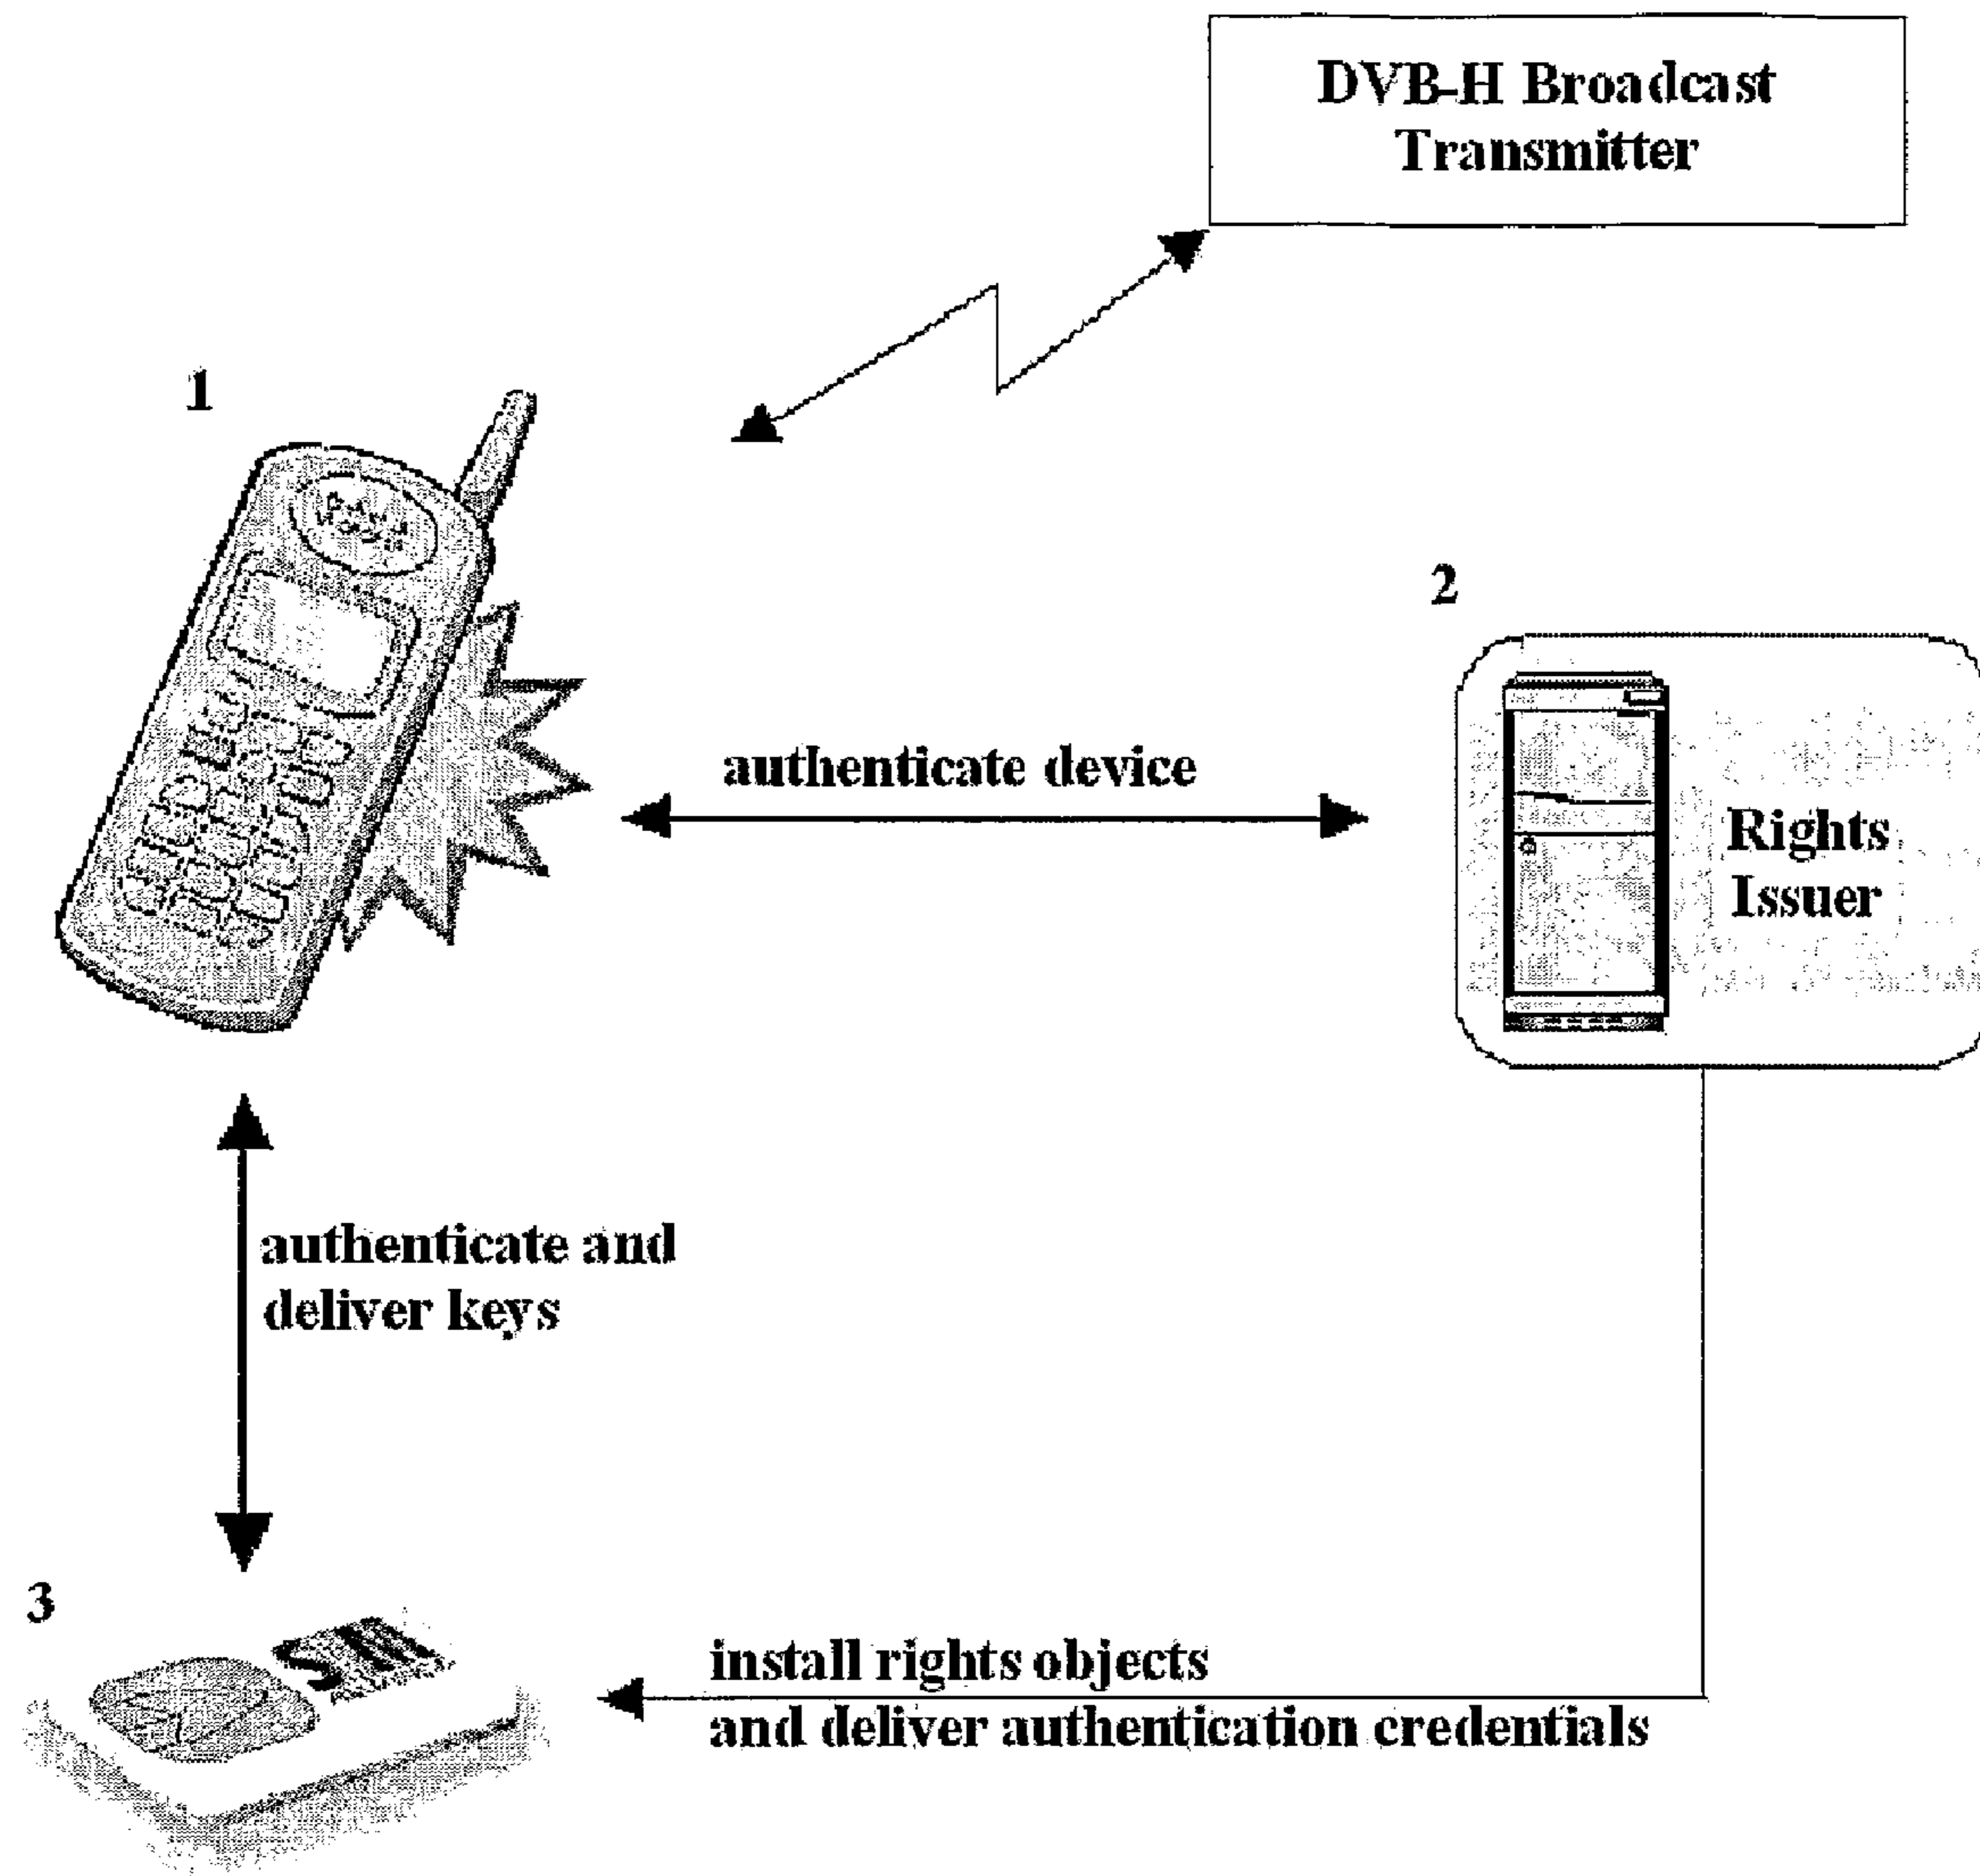 DVB-H Broadcast
Transmitter
1
2
authenticate device
Rights
Issuer
authenticate and
deliver keys
3
SIM
install rights objects
and deliver authentication credentials